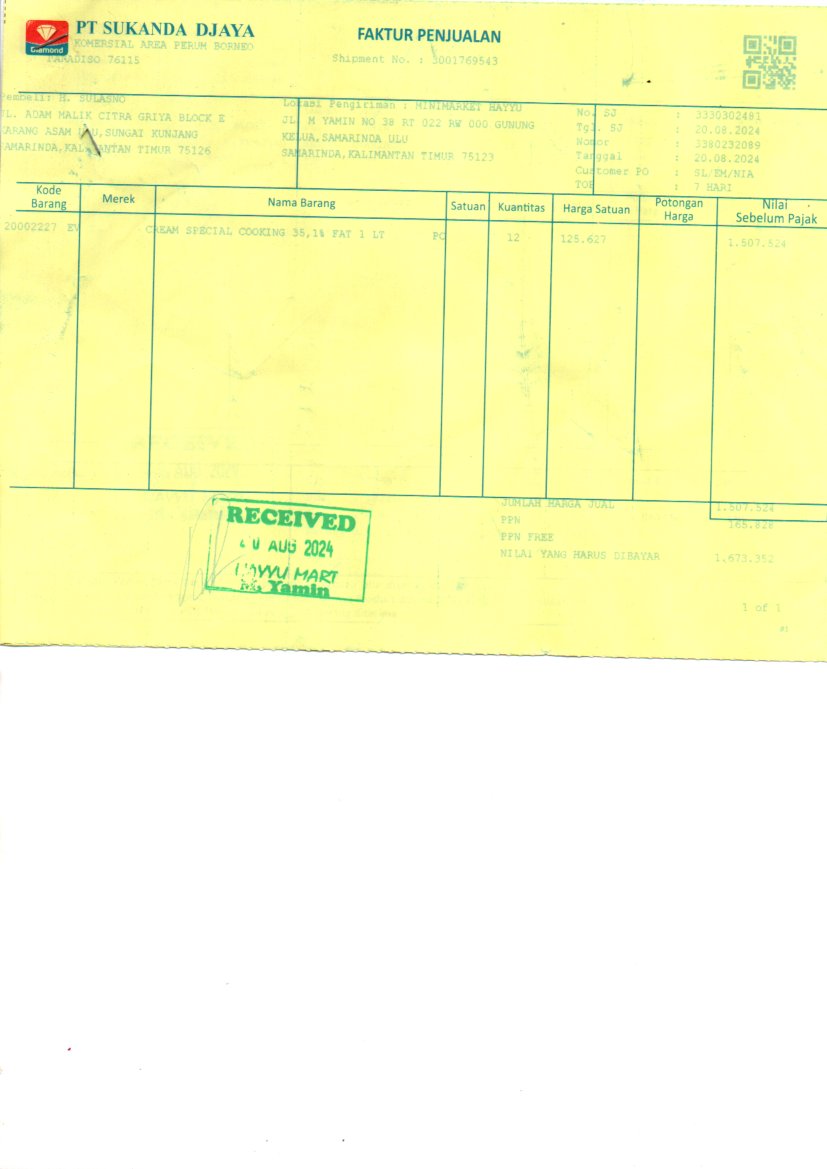 PT SUKANDA DJAYA
KOMERSIAL AREA PERUM BORNEO
PARADISO 76115
Diamond
FAKTUR PENJUALAN
Shipment No. : 3001769543
Pembeli: H. SULASNO
JL. ADAM MALIK CITRA GRIYA BLOCK E
KARANG ASAM ULU,SUNGAI KUNJANG
SAMARINDA,KALIMANTAN TIMUR 75126
Lokasi Pengiriman : MINIMARKET HAYYU
JL M YAMIN NO 38 RT 022 RW 000 GUNUNG
KELUA,SAMARINDA ULU
SAMARINDA,KALIMANTAN TIMUR 75123
No. SJ : 3330302481
Tgl. SJ : 20.08.2024
Nomor : 3380232089
Tanggal : 20.08.2024
Customer PO : SL/EM/NIA
TOP : 7 HARI
Kode Barang Merek Nama Barang Satuan Kuantitas Harga Satuan Potongan Harga Nilai Sebelum Pajak
20002227 EV CREAM SPECIAL COOKING 35,1% FAT 1 LT PC 12 125.627 1.507.524
JUMLAH HARGA JUAL 1.507.524
PPN 165.828
PPN FREE
NILAI YANG HARUS DIBAYAR 1.673.352
RECEIVED
20 AUG 2024
HAYYU MART
M. Yamin
1 of 1